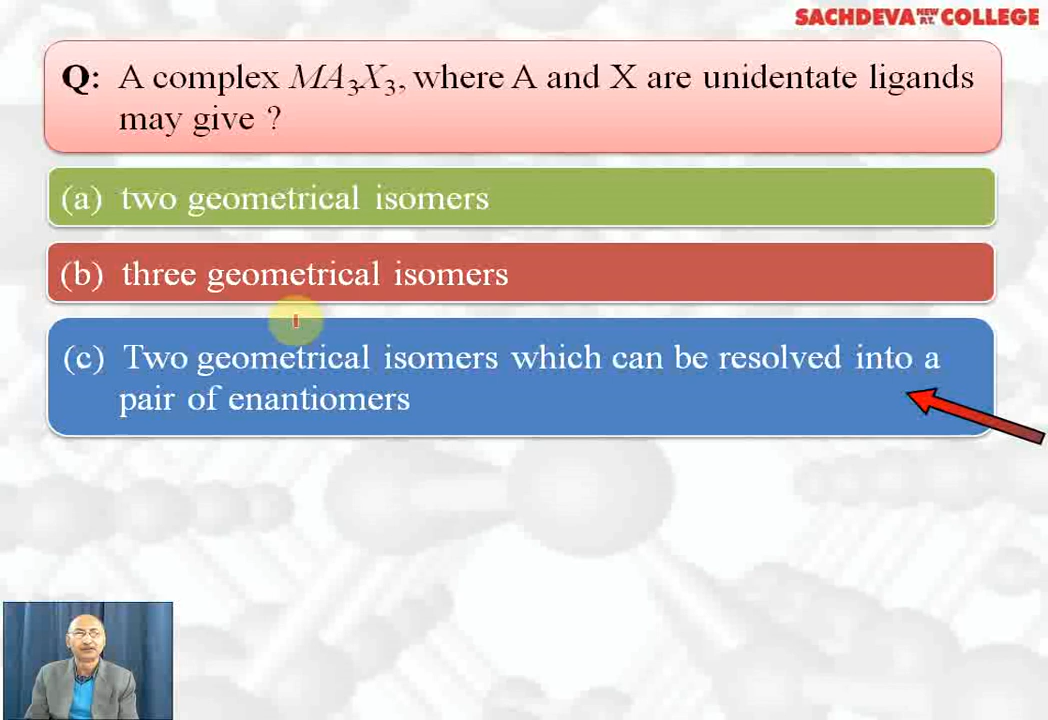 SACHDEVA NEW P.T. COLLEGE
Q: A complex MA₃X₃, where A and X are unidentate ligands
may give ?
(a) two geometrical isomers
(b) three geometrical isomers
(c) Two geometrical isomers which can be resolved into a
pair of enantiomers